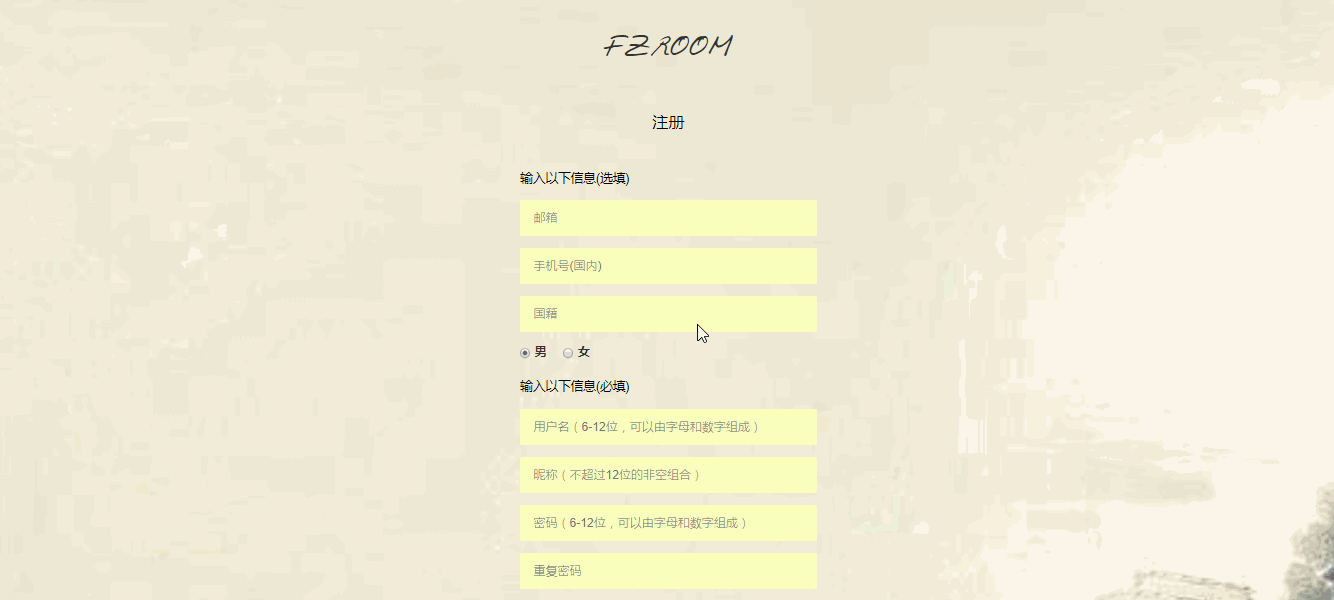 FZROOM
注册
输入以下信息(选填)
邮箱
手机号(国内)
国籍
男 女
输入以下信息(必填)
用户名（6-12位，可以由字母和数字组成）
昵称（不超过12位的非空组合）
密码（6-12位，可以由字母和数字组成）
重复密码